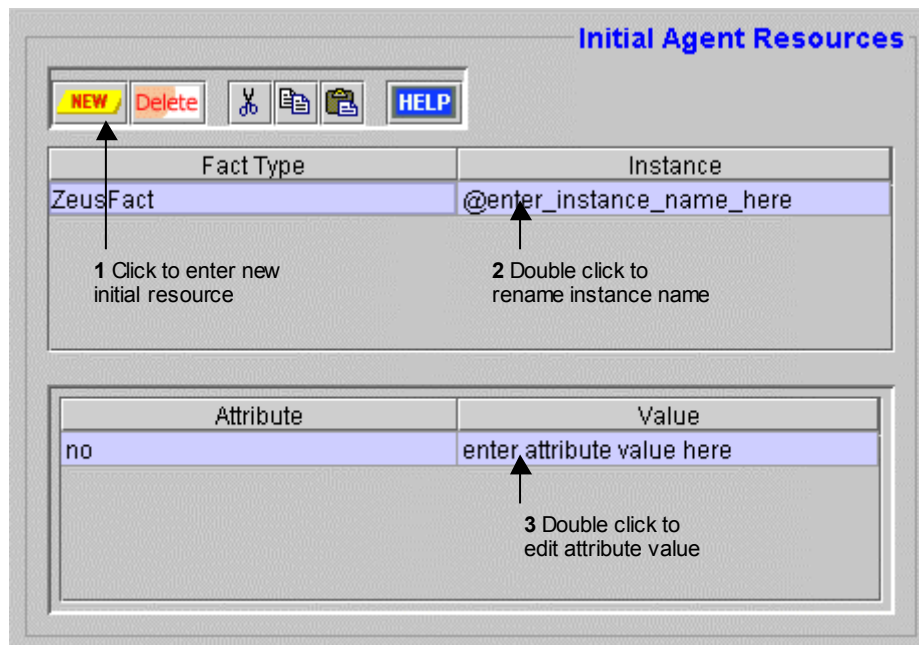 Initial Agent Resources
NEW Delete HELP
Fact Type Instance
ZeusFact @enter_instance_name_here
1 Click to enter new
initial resource
2 Double click to
rename instance name
Attribute Value
no enter attribute value here
3 Double click to
edit attribute value